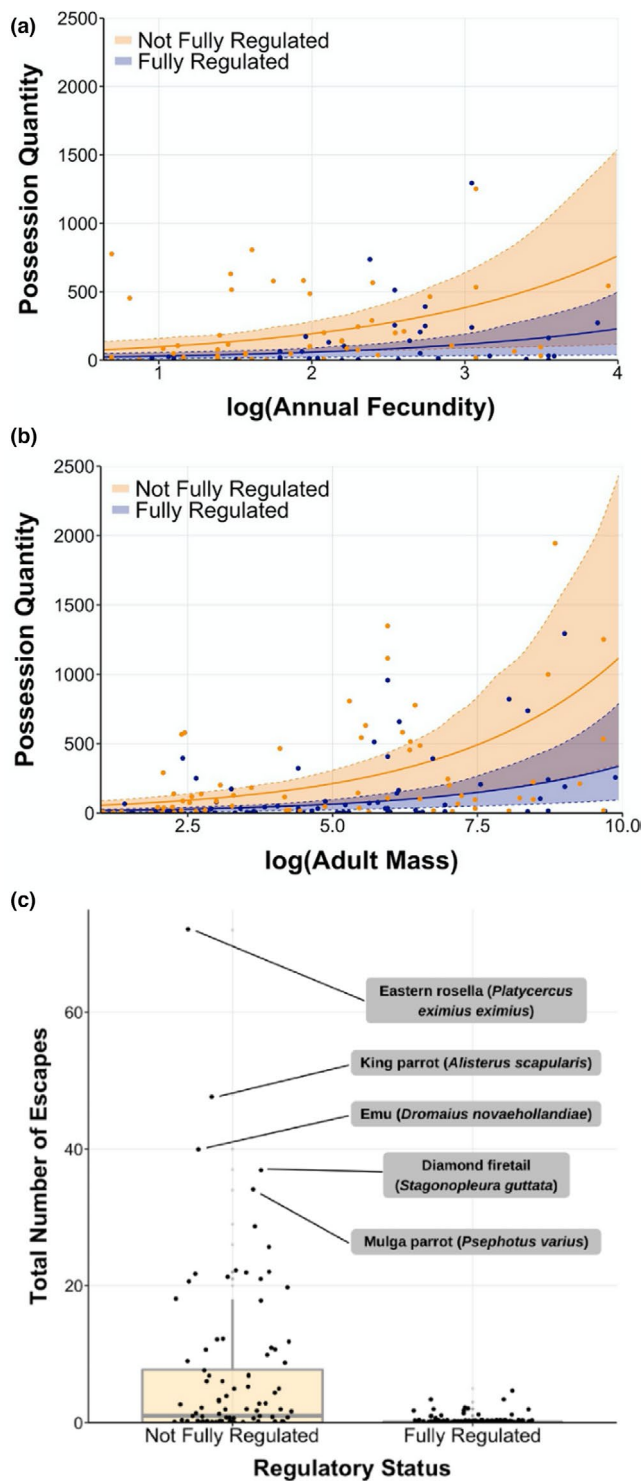 (a)
2500
2000
1500
1000
500
0
Possession Quantity
Not Fully Regulated
Fully Regulated
1
2
3
4
log(Annual Fecundity)
(b)
2500
2000
1500
1000
500
0
Possession Quantity
Not Fully Regulated
Fully Regulated
2.5
5.0
7.5
10.0
log(Adult Mass)
(c)
60
40
20
0
Total Number of Escapes
Eastern rosella (Platycercus
eximius eximius)
King parrot (Alisterus scapularis)
Emu (Dromaius novaehollandiae)
Diamond firetail
(Stagonopleura guttata)
Mulga parrot (Psephotus varius)
Not Fully Regulated
Fully Regulated
Regulatory Status